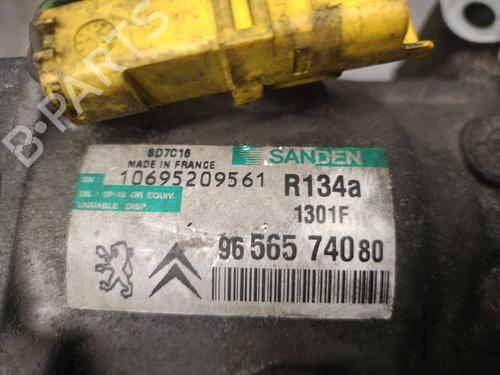 SD7C16
MADE IN FRANCE
SANDEN
SN 10695209561
R134a
OIL : SP-10 OR EQUIV.
VARIABLE DISP.
1301F
96 565 740 80
B-PARTS